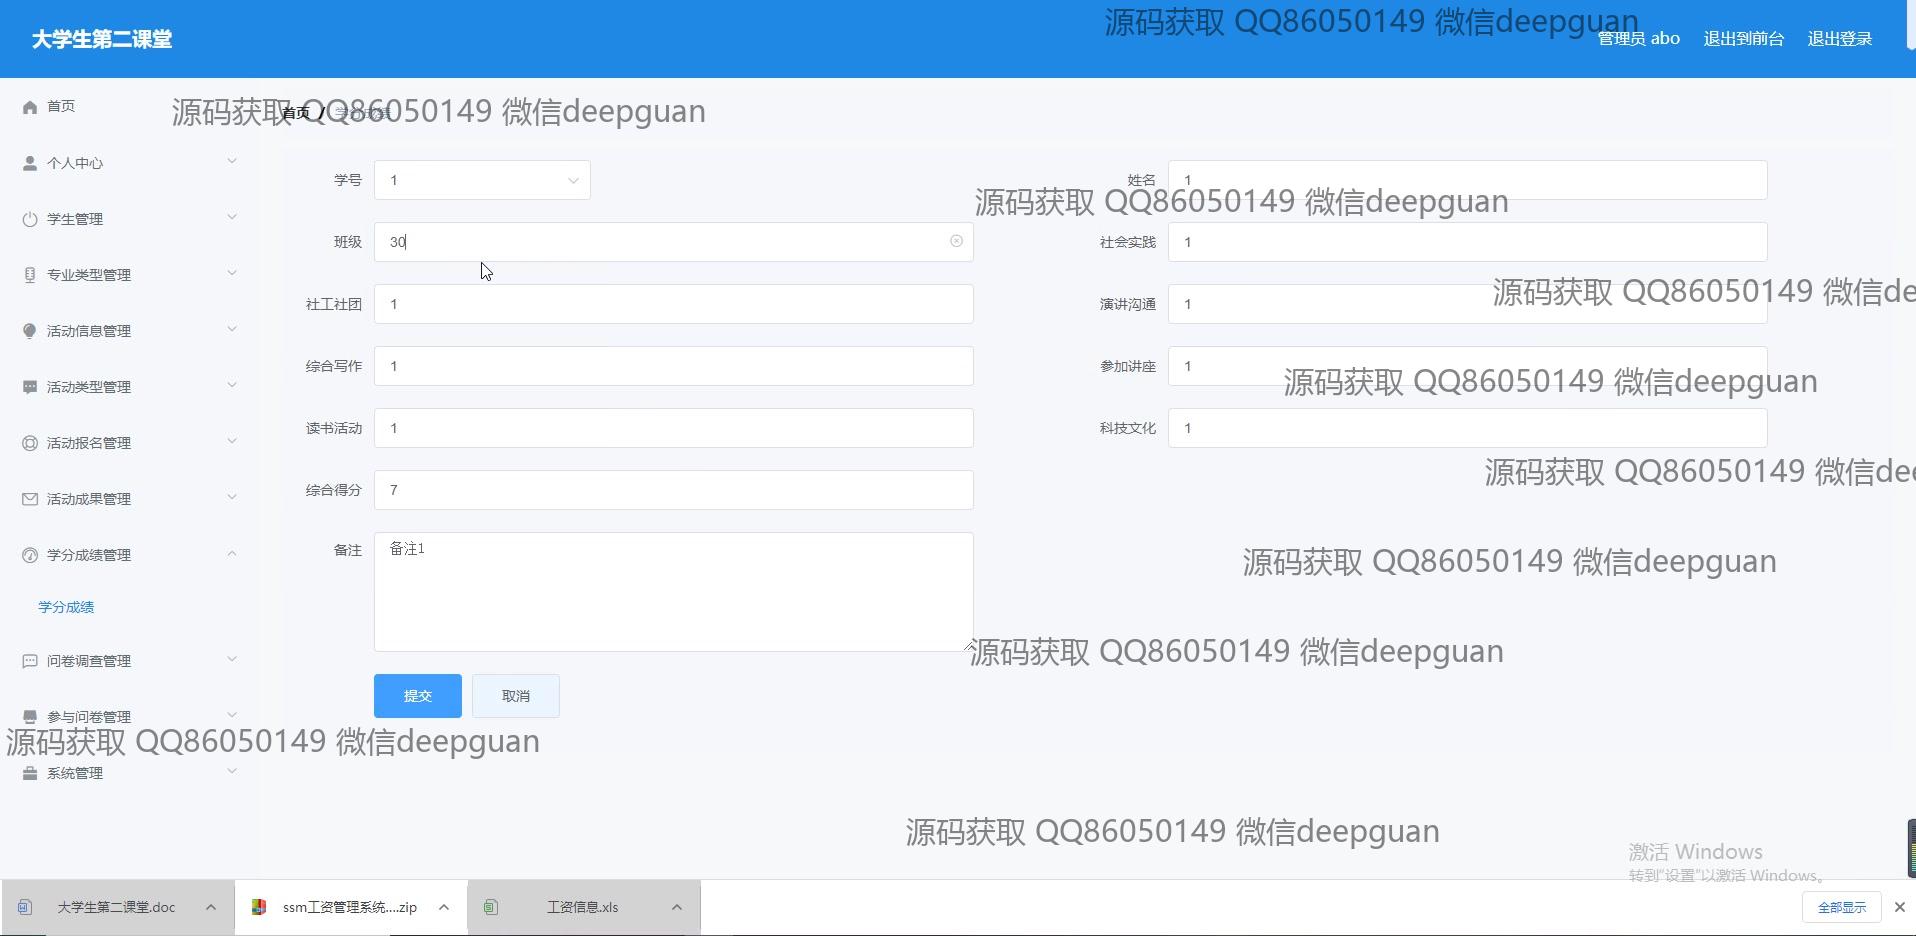 源码获取 QQ86050149 微信deepguan
大学生第二课堂
管理员 abo 退出到前台 退出登录
首页
源码获取 QQ86050149 微信deepguan
首页 / 学分成绩
个人中心
学号 1
姓名 1
源码获取 QQ86050149 微信deepguan
学生管理
班级 30
社会实践 1
专业类型管理
源码获取 QQ86050149 微信de
社工社团 1
演讲沟通 1
活动信息管理
综合写作 1
参加讲座 1
源码获取 QQ86050149 微信deepguan
活动类型管理
读书活动 1
科技文化 1
活动报名管理
源码获取 QQ86050149 微信dee
综合得分 7
活动成果管理
备注 备注1
学分成绩管理
源码获取 QQ86050149 微信deepguan
学分成绩
源码获取 QQ86050149 微信deepguan
问卷调查管理
提交 取消
参与问卷管理
源码获取 QQ86050149 微信deepguan
系统管理
源码获取 QQ86050149 微信deepguan
激活 Windows
转到“设置”以激活 Windows。
大学生第二课堂.doc
ssm工资管理系统....zip
工资信息.xls
全部显示